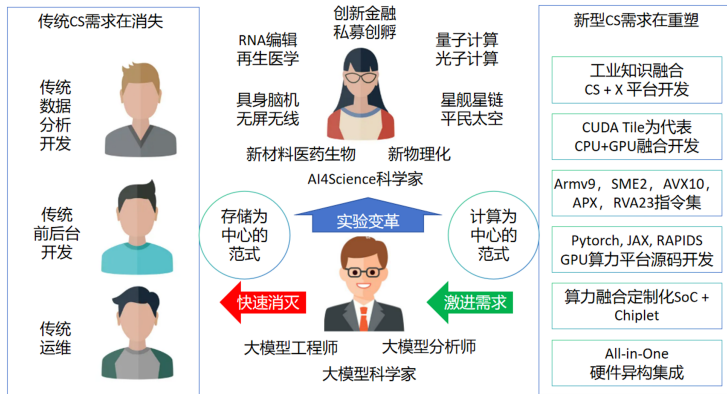 传统CS需求在消失
传统
数据
分析
开发
传统
前后台
开发
传统
运维
创新金融
私募创孵
RNA编辑
再生医学
量子计算
光子计算
具身脑机
无屏无线
星舰星链
平民太空
新材料医药生物
新物理化
AI4Science科学家
存储为
中心的
范式
实验变革
计算为
中心的
范式
快速消灭
激进需求
大模型工程师
大模型分析师
大模型科学家
新型CS需求在重塑
工业知识融合
CS + X 平台开发
CUDA Tile为代表
CPU+GPU融合开发
Armv9，SME2，AVX10，
APX，RVA23指令集
Pytorch, JAX, RAPIDS
GPU算力平台源码开发
算力融合定制化SoC +
Chiplet
All-in-One
硬件异构集成